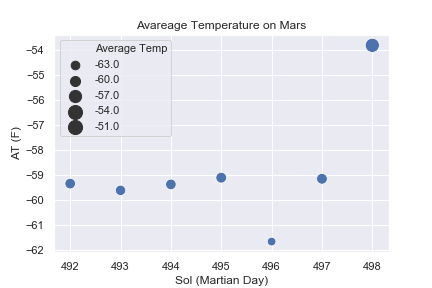 Avareage Temperature on Mars
Average Temp
-63.0
-60.0
-57.0
-54.0
-51.0
−54
−55
−56
−57
−58
−59
−60
−61
−62
AT (F)
492 493 494 495 496 497 498
Sol (Martian Day)